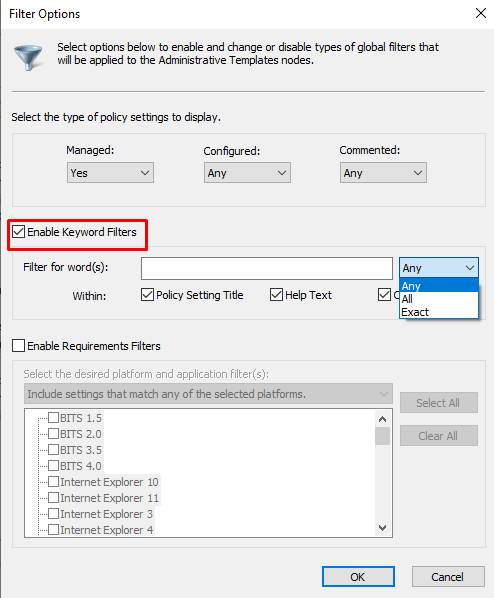 Filter Options
Select options below to enable and change or disable types of global filters that
will be applied to the Administrative Templates nodes.
Select the type of policy settings to display.
Managed: Configured: Commented:
Yes Any Any
Enable Keyword Filters
Filter for word(s): Any
Any
All
Exact
Within: Policy Setting Title Help Text
Enable Requirements Filters
Select the desired platform and application filter(s):
Include settings that match any of the selected platforms.
Select All
Clear All
BITS 1.5
BITS 2.0
BITS 3.5
BITS 4.0
Internet Explorer 10
Internet Explorer 11
Internet Explorer 3
Internet Explorer 4
OK Cancel